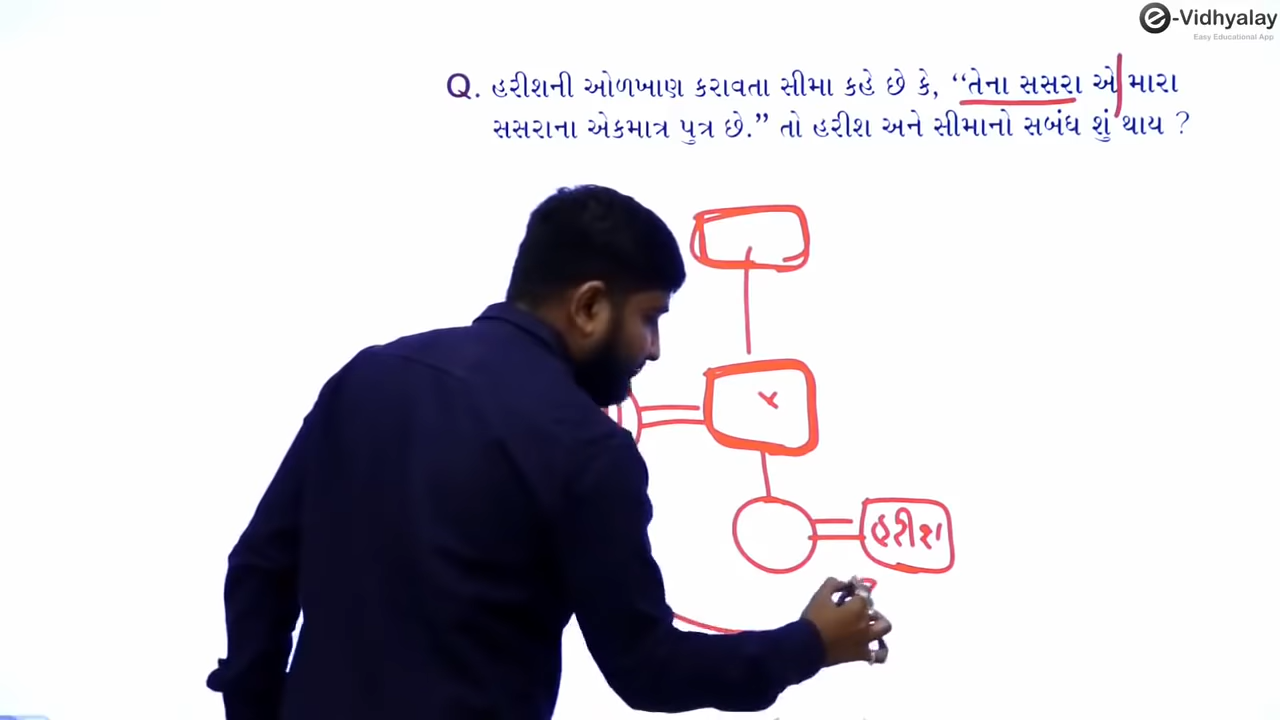 e-Vidhyalay
Easy Educational App
Q. હરીશની ઓળખાણ કરાવતા સીમા કહે છે કે, “તેના સસરા એ મારા
સસરાના એકમાત્ર પુત્ર છે.” તો હરીશ અને સીમાનો સબંધ શું થાય ?
હરીશ